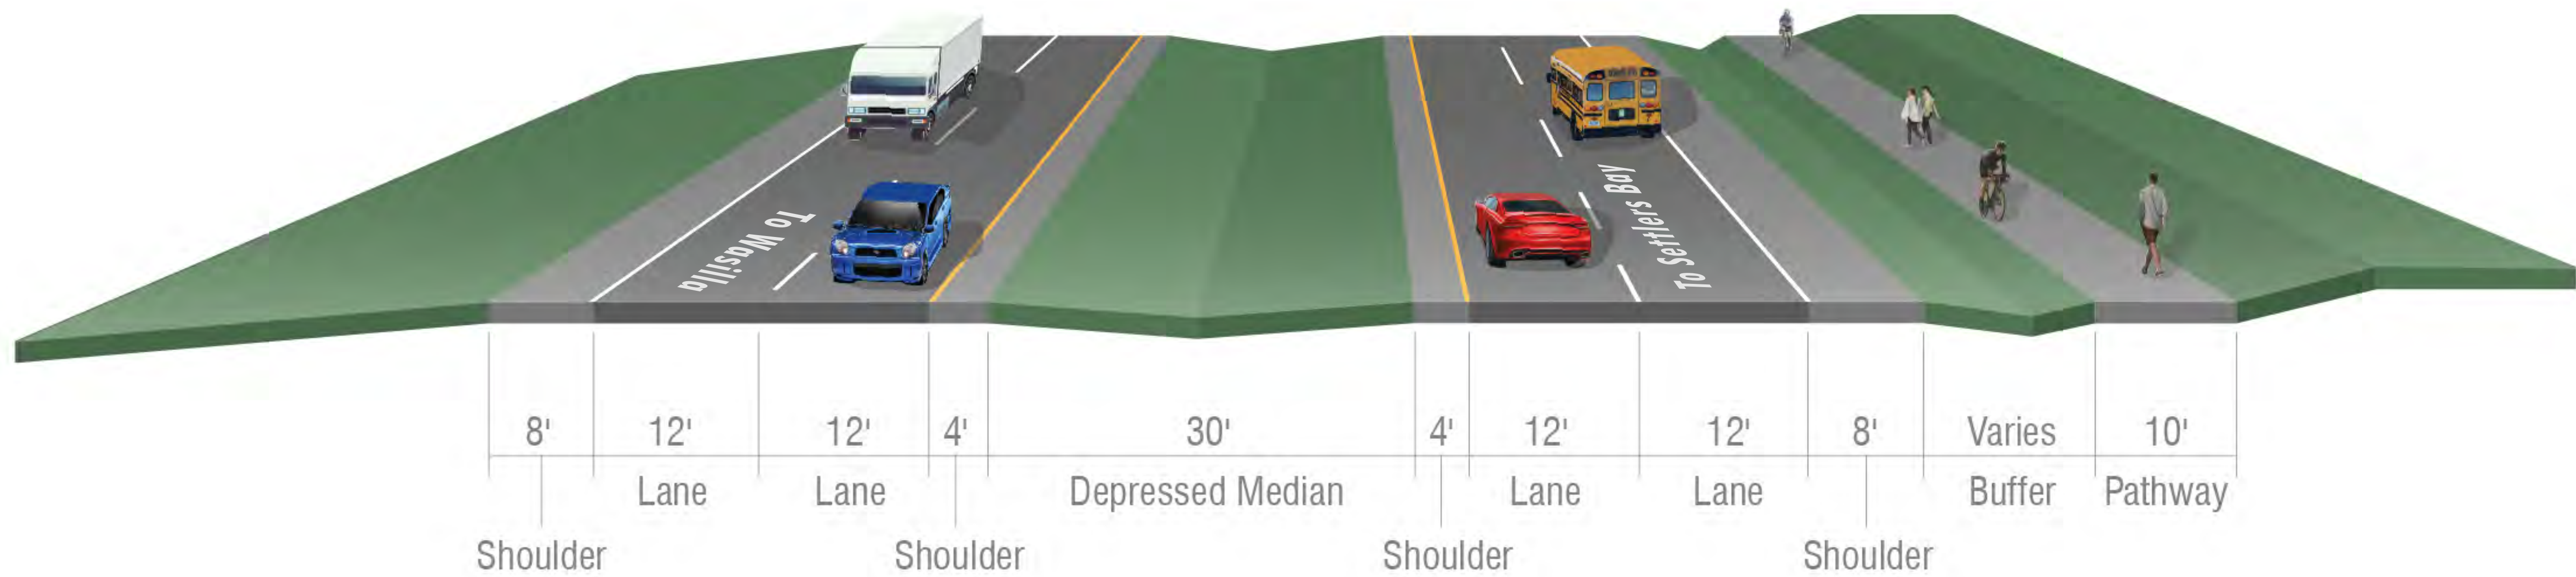 To Wasilla
To Settlers Bay
8' 12' 12' 4' 30' 4' 12' 12' 8' Varies 10'
Lane Lane Depressed Median Lane Lane Buffer Pathway
Shoulder Shoulder Shoulder Shoulder